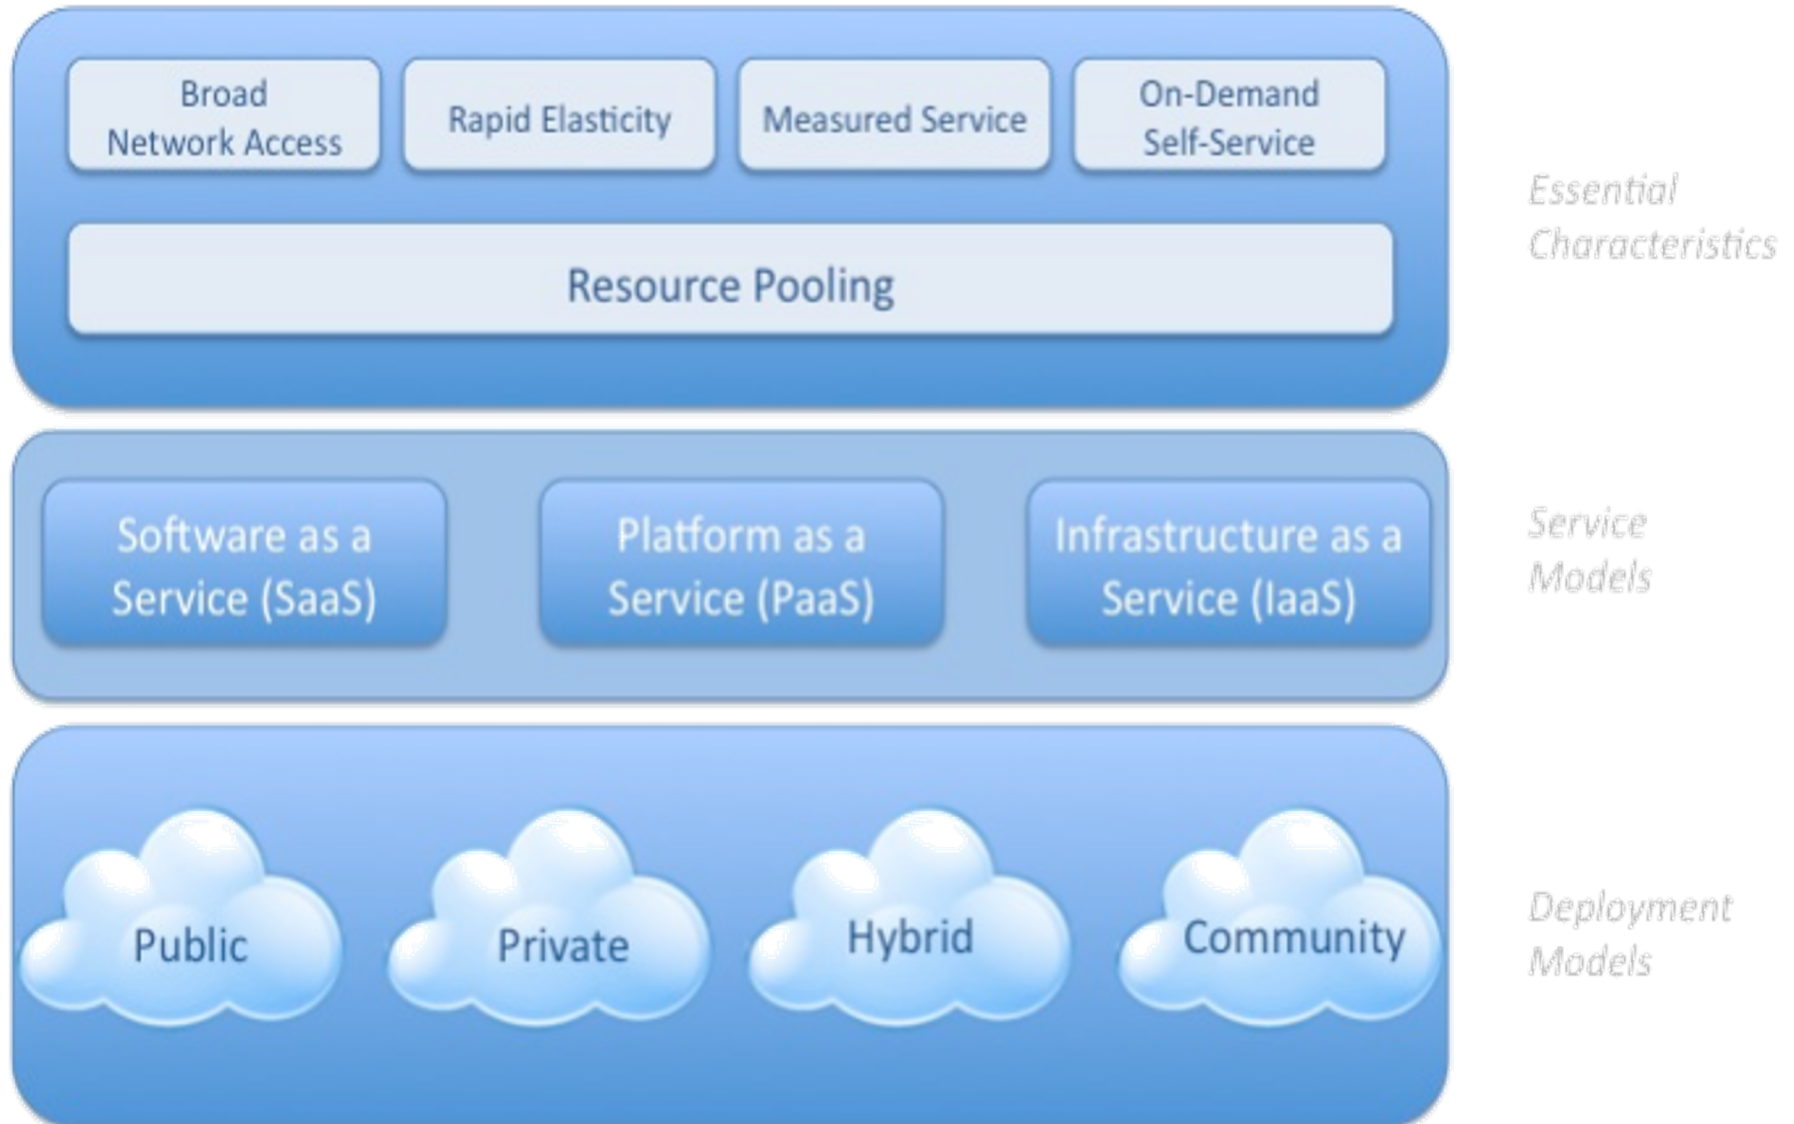 Broad
Network Access
Rapid Elasticity
Measured Service
On-Demand
Self-Service
Resource Pooling
Essential
Characteristics
Software as a
Service (SaaS)
Platform as a
Service (PaaS)
Infrastructure as a
Service (IaaS)
Service
Models
Public
Private
Hybrid
Community
Deployment
Models